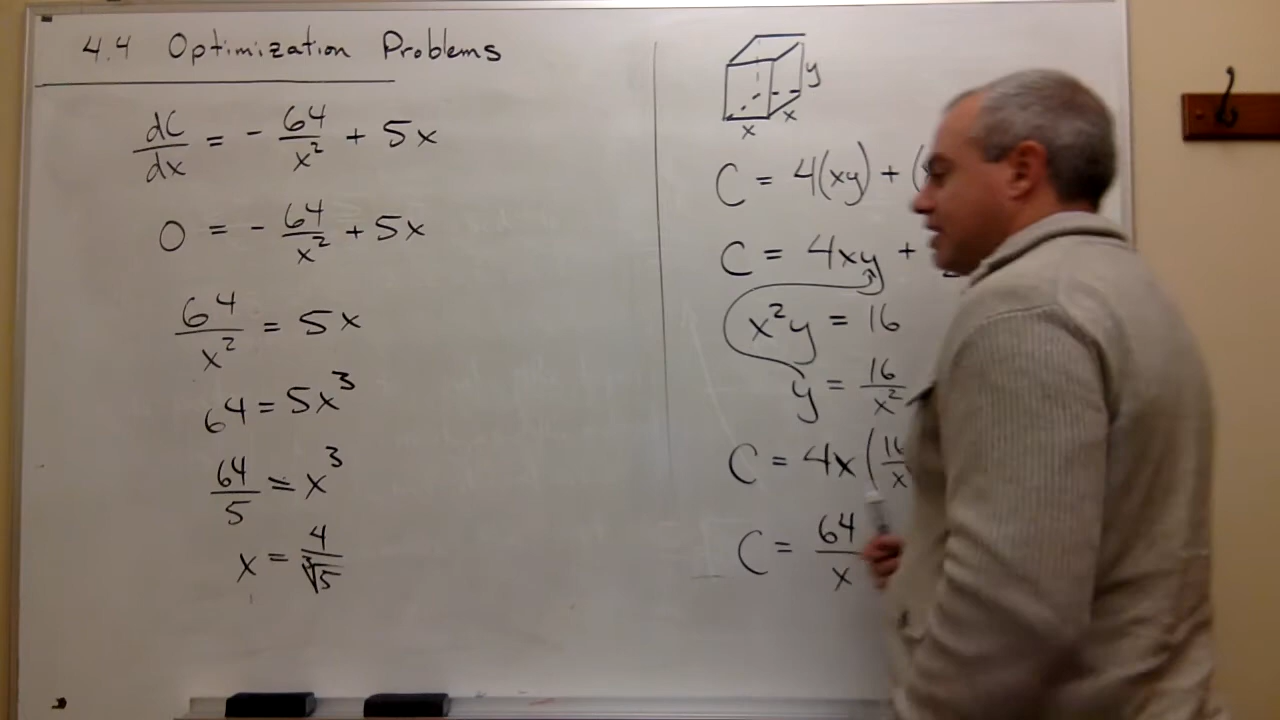 4.4 Optimization Problems
dC/dx = - 64/x² + 5x
0 = - 64/x² + 5x
64/x² = 5x
64 = 5x³
64/5 = x³
x = 4/∛5
y
x x
C = 4(xy) + (
C = 4xy +
x²y = 16
y = 16/x²
C = 4x (16/x
C = 64/x